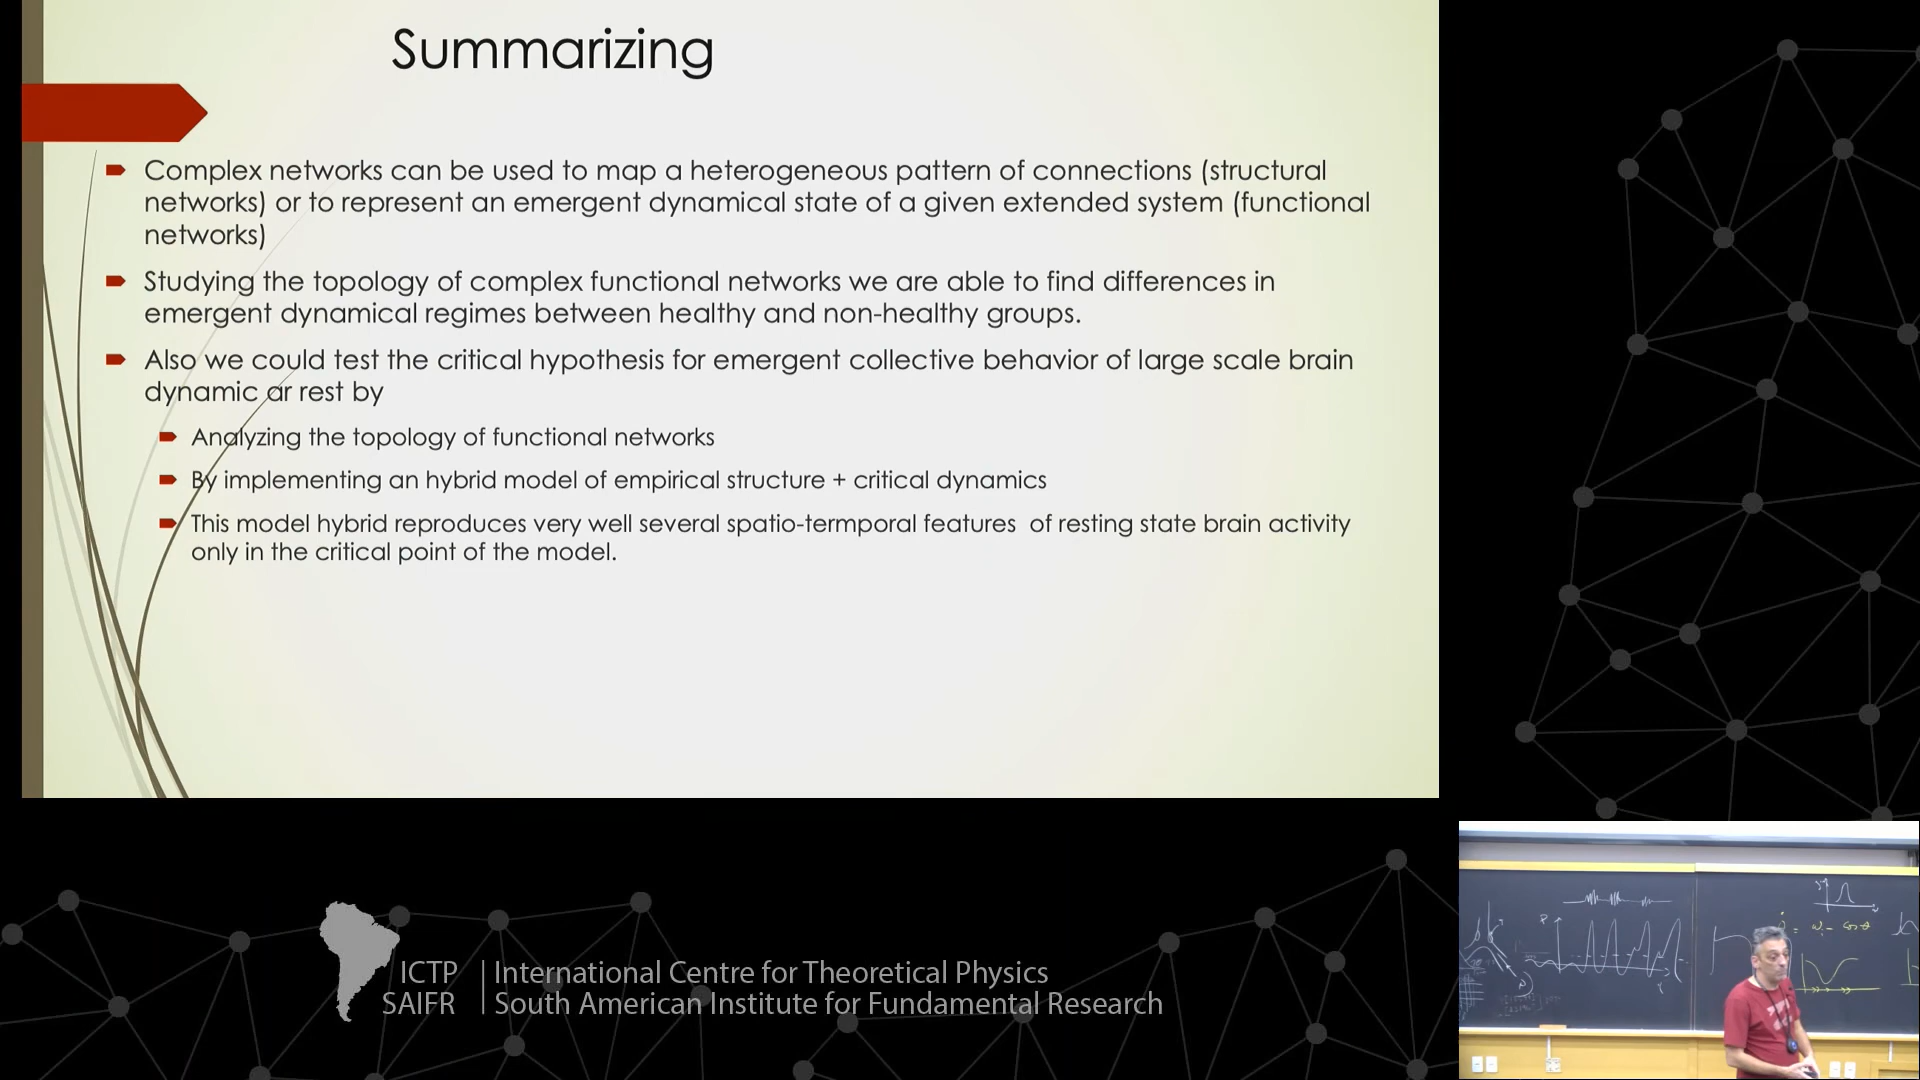 Summarizing
Complex networks can be used to map a heterogeneous pattern of connections (structural
networks) or to represent an emergent dynamical state of a given extended system (functional
networks)
Studying the topology of complex functional networks we are able to find differences in
emergent dynamical regimes between healthy and non-healthy groups.
Also we could test the critical hypothesis for emergent collective behavior of large scale brain
dynamic ar rest by
Analyzing the topology of functional networks
By implementing an hybrid model of empirical structure + critical dynamics
This model hybrid reproduces very well several spatio-termporal features of resting state brain activity
only in the critical point of the model.
ICTP
SAIFR
International Centre for Theoretical Physics
South American Institute for Fundamental Research